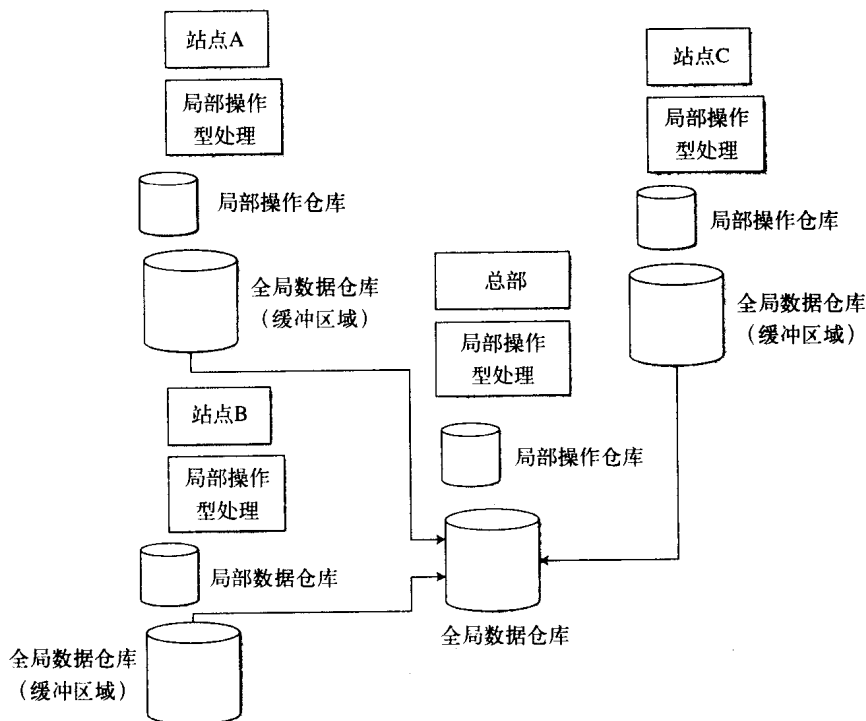 站点A
局部操作
型处理
局部操作仓库
全局数据仓库
（缓冲区域）
站点B
局部操作
型处理
局部数据仓库
全局数据仓库
（缓冲区域）
总部
局部操作
型处理
局部操作仓库
全局数据仓库
站点C
局部操作
型处理
局部操作仓库
全局数据仓库
（缓冲区域）